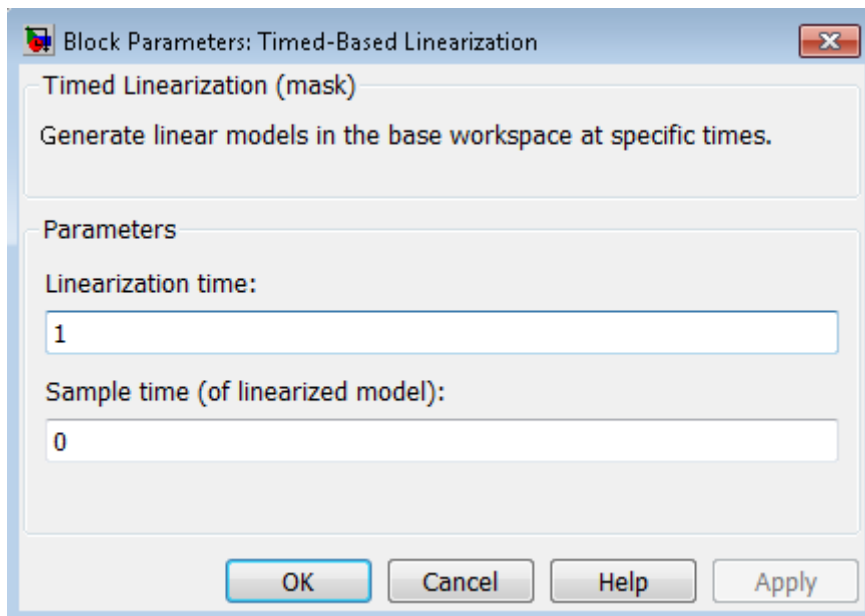 Block Parameters: Timed-Based Linearization
Timed Linearization (mask)
Generate linear models in the base workspace at specific times.
Parameters
Linearization time:
1
Sample time (of linearized model):
0
OK Cancel Help Apply